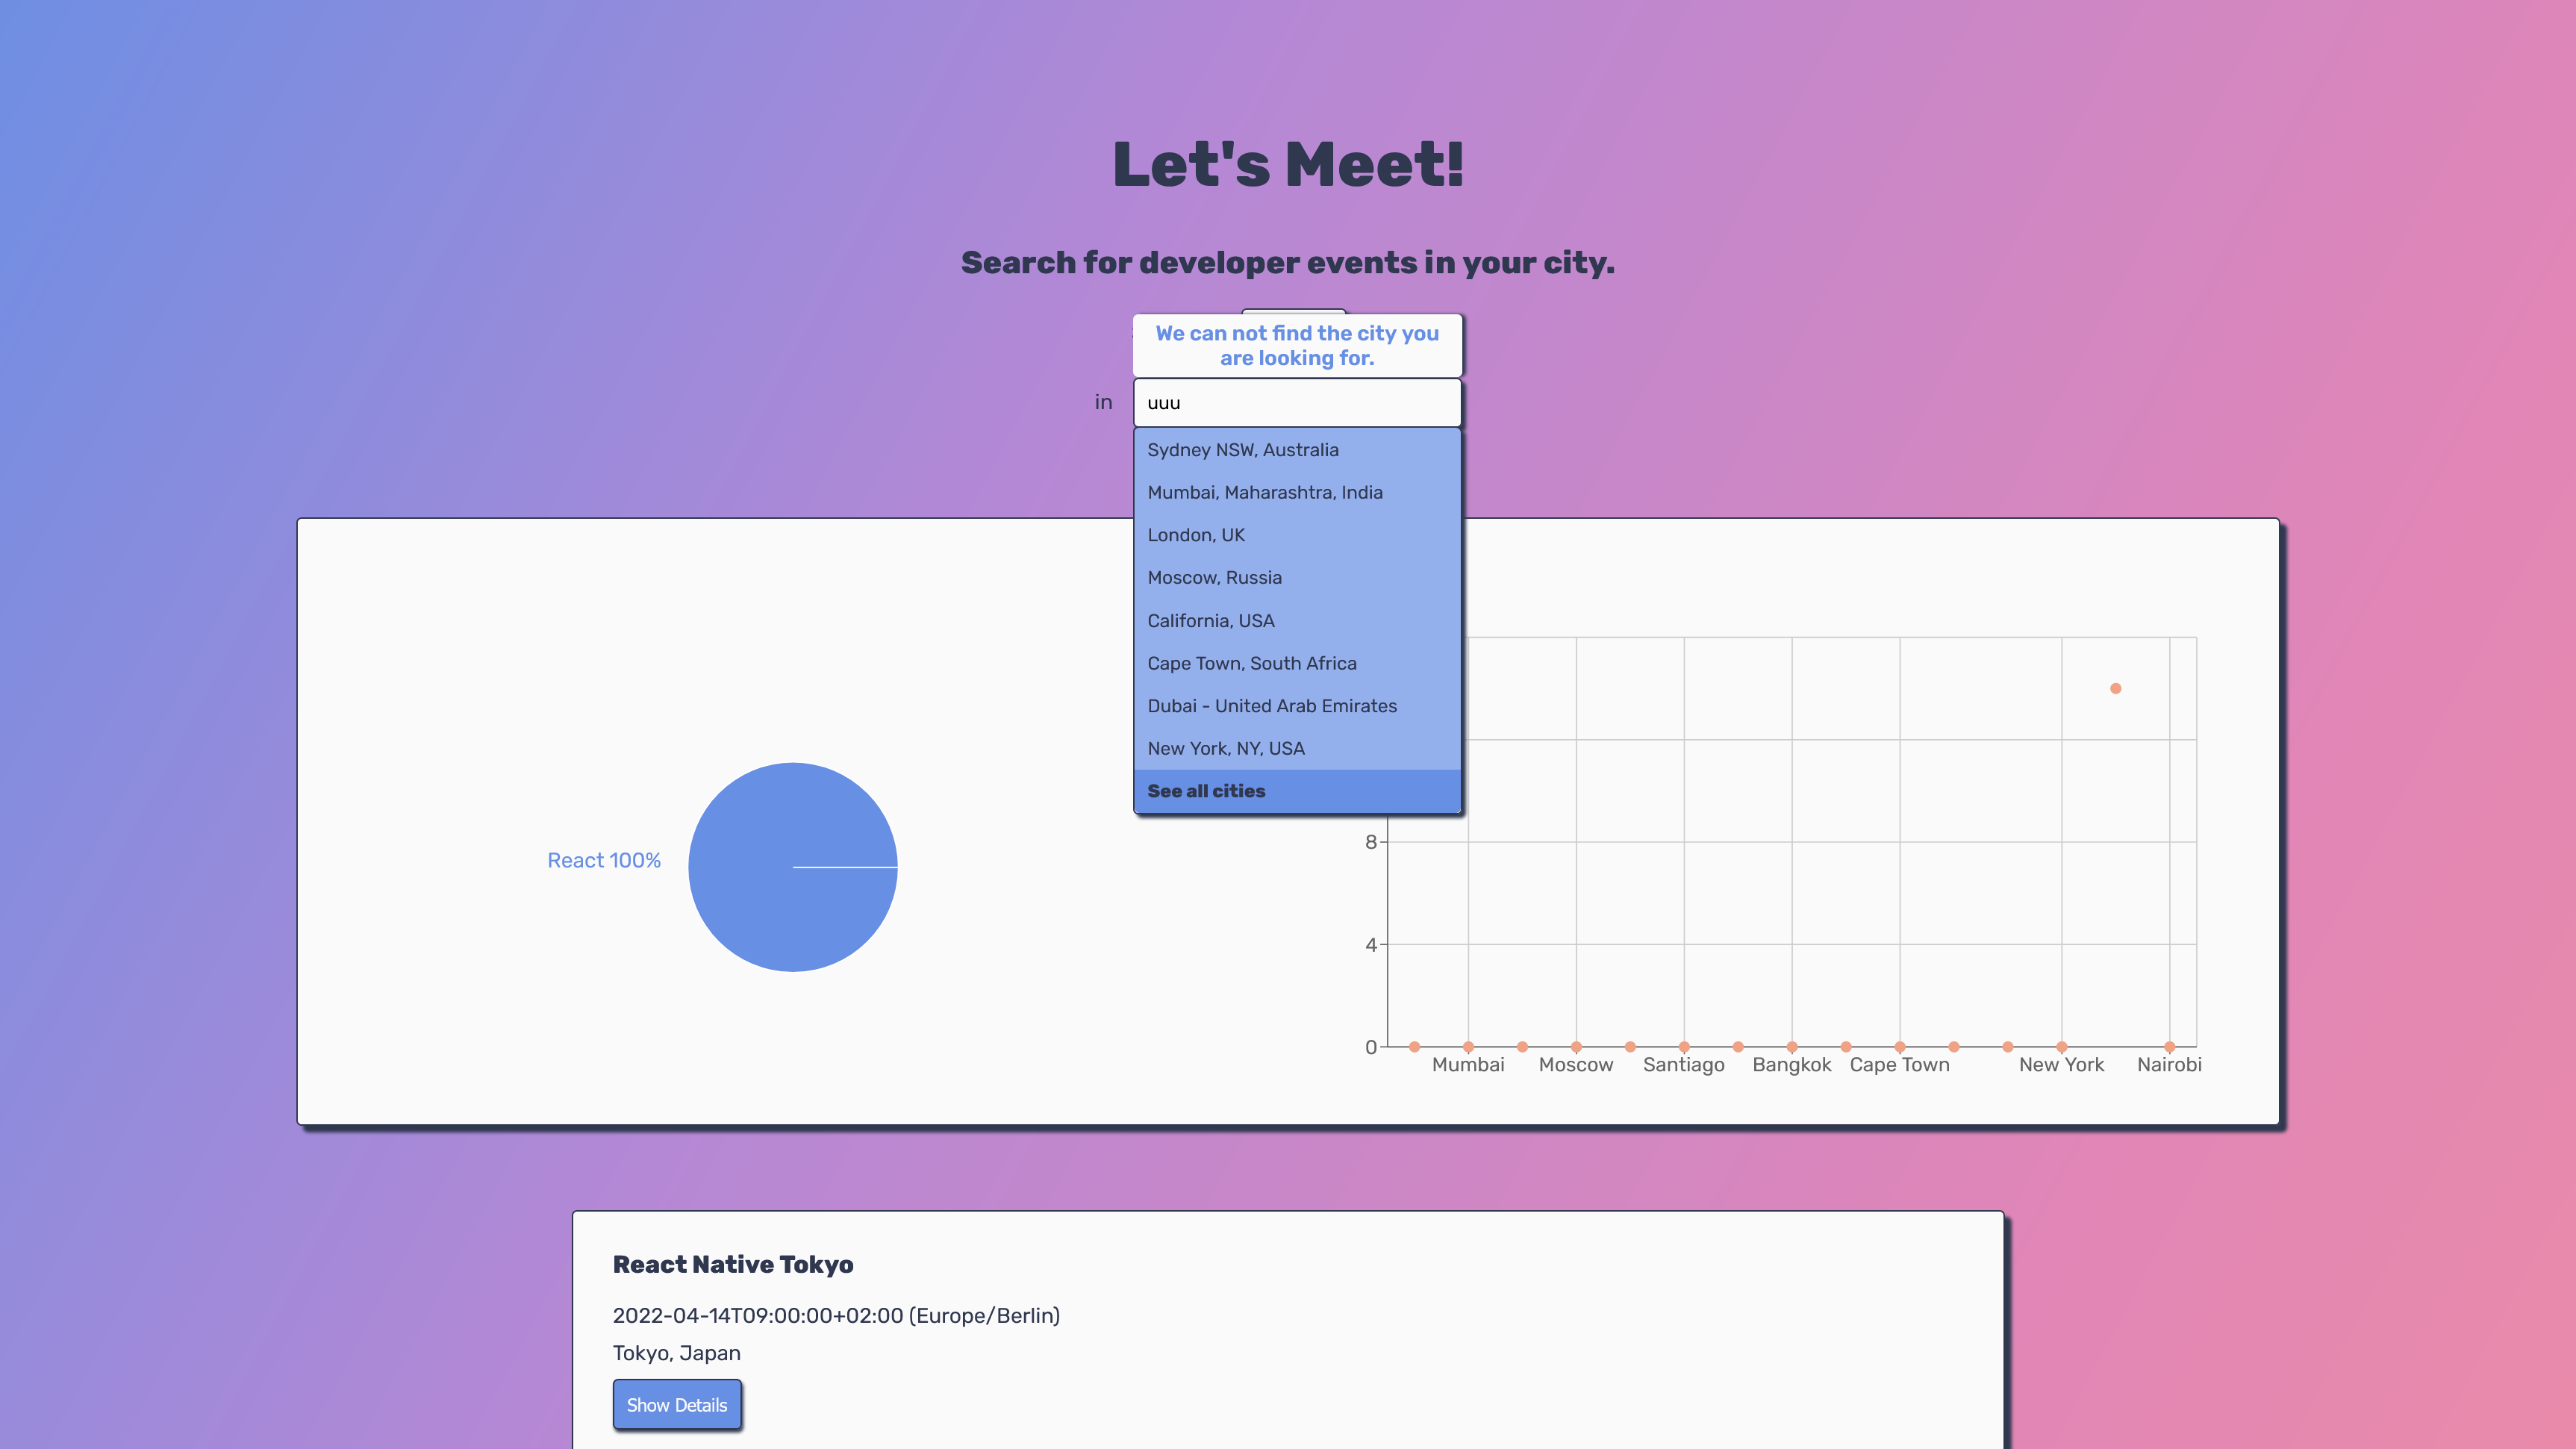 Let's Meet!
Search for developer events in your city.
We can not find the city you
are looking for.
in
uuu
Sydney NSW, Australia
Mumbai, Maharashtra, India
London, UK
Moscow, Russia
California, USA
Cape Town, South Africa
Dubai - United Arab Emirates
New York, NY, USA
See all cities
React 100%
8
4
0
Mumbai
Moscow
Santiago
Bangkok
Cape Town
New York
Nairobi
React Native Tokyo
2022-04-14T09:00:00+02:00 (Europe/Berlin)
Tokyo, Japan
Show Details